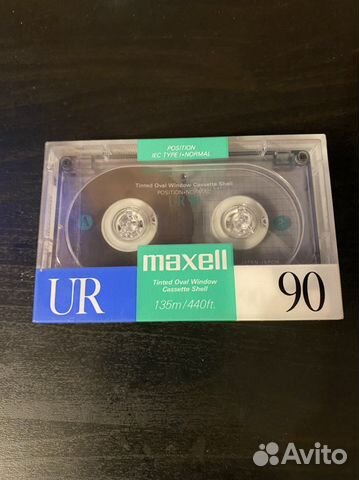 POSITION
IEC TYPE I•NORMAL
Tinted Oval Window Cassette Shell
POSITION•NORMAL
UR
A
maxell
UR
Tinted Oval Window
Cassette Shell
135m/440ft.
90
Avito